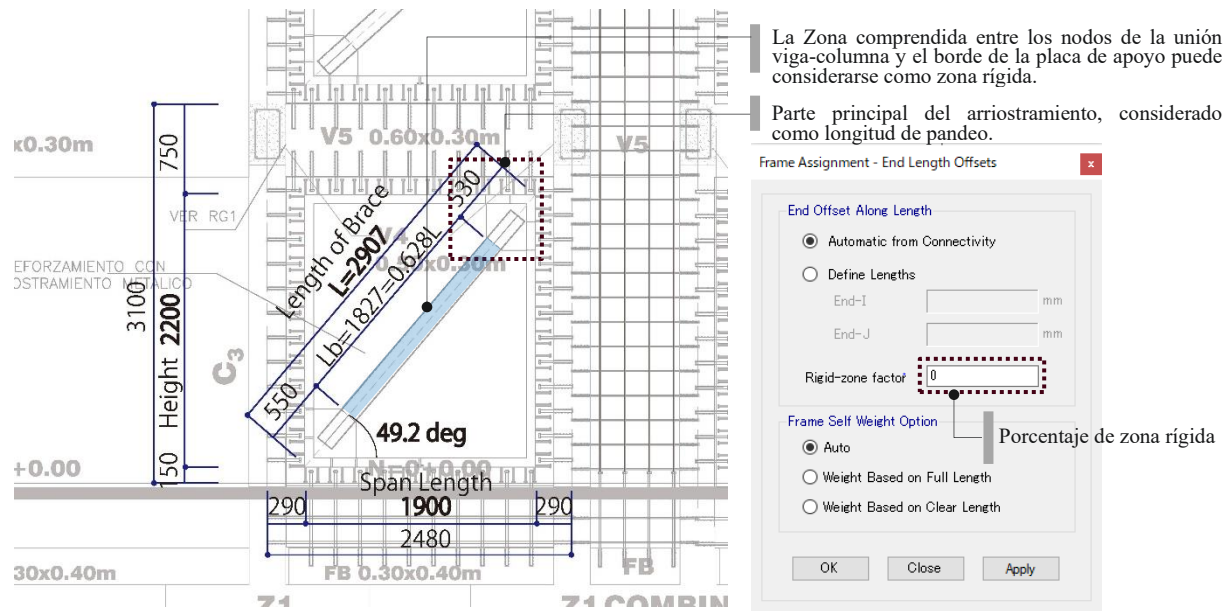 La Zona comprendida entre los nodos de la unión
viga-columna y el borde de la placa de apoyo puede
considerarse como zona rígida.
Parte principal del arriostramiento, considerado
como longitud de pandeo.
x0.30m
750
V5 0.60x0.30m
V5
VER RG1
Length of Brace
L=2907
530
V4
0.30m
Lb=1827=0.628L
EFORZAMIENTO CON
OSTRAMIENTO METALICO
3100
Height 2200
C3
550
49.2 deg
+0.00
150
N=0+0.00
Span Length
290
1900
290
2480
30x0.40m
FB 0.30x0.40m
FB
Z1
Z1 COMBIN
Frame Assignment - End Length Offsets
x
End Offset Along Length
Automatic from Connectivity
Define Lengths
End-I
mm
End-J
mm
Rigid-zone factor
0
Frame Self Weight Option
Porcentaje de zona rígida
Auto
Weight Based on Full Length
Weight Based on Clear Length
OK
Close
Apply